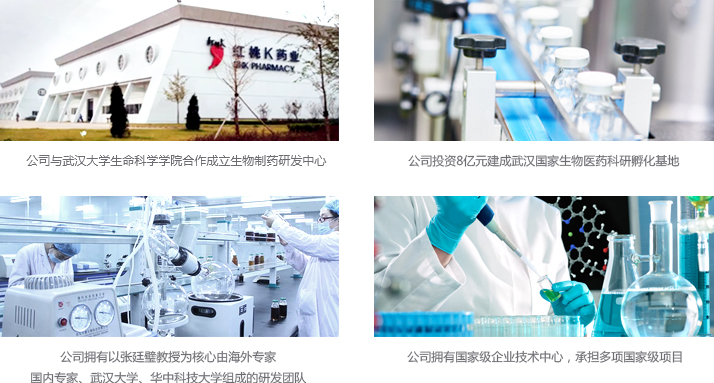 红桃K药业
PHARMACY
公司与武汉大学生命科学学院合作成立生物制药研发中心
公司投资8亿元建成武汉国家生物医药科研孵化基地
公司拥有以张廷璧教授为核心由海外专家
国内专家、武汉大学、华中科技大学组成的研发团队
公司拥有国家级企业技术中心，承担多项国家级项目